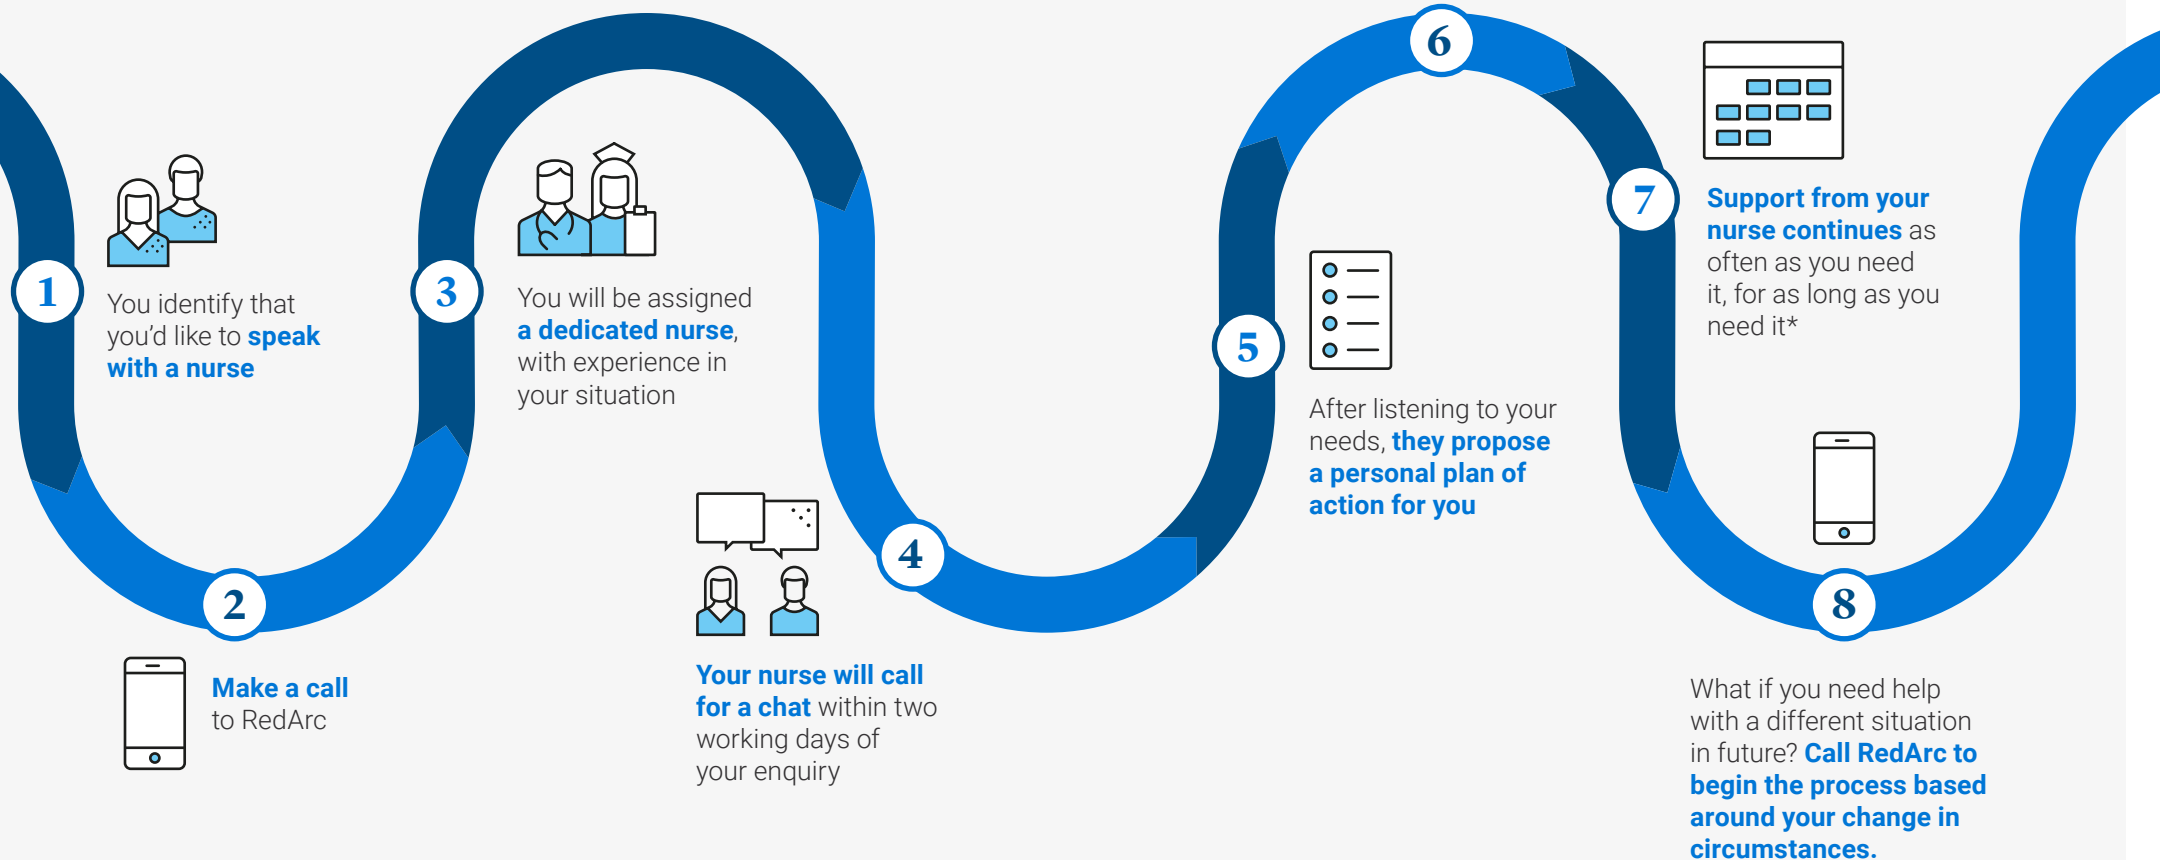 1
You identify that
you’d like to speak
with a nurse
2
Make a call
to RedArc
3
You will be assigned
a dedicated nurse,
with experience in
your situation
4
Your nurse will call
for a chat within two
working days of
your enquiry
5
After listening to your
needs, they propose
a personal plan of
action for you
6
7
Support from your
nurse continues as
often as you need
it, for as long as you
need it*
8
What if you need help
with a different situation
in future? Call RedArc to
begin the process based
around your change in
circumstances.